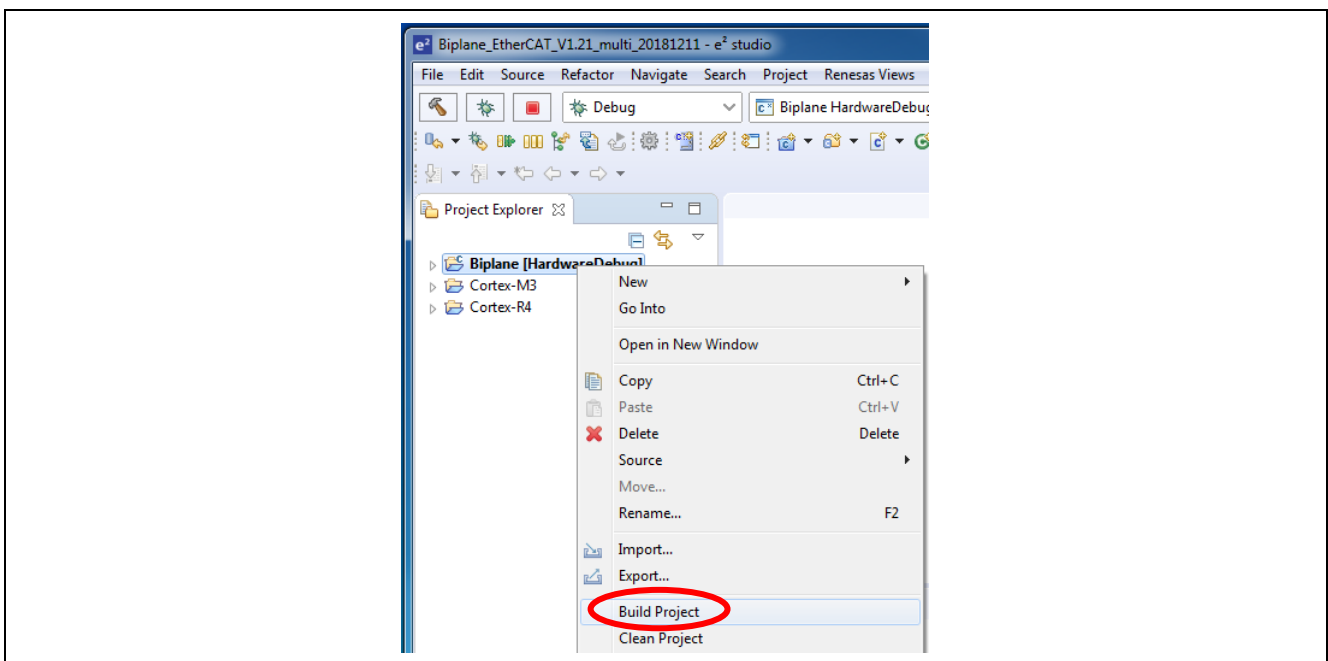 Biplane_EtherCAT_V1.21_multi_20181211 - e² studio
File Edit Source Refactor Navigate Search Project Renesas Views
Debug Biplane HardwareDebug
Project Explorer
Biplane [HardwareDebug]
Cortex-M3
Cortex-R4
New
Go Into
Open in New Window
Copy Ctrl+C
Paste Ctrl+V
Delete Delete
Source
Move...
Rename... F2
Import...
Export...
Build Project
Clean Project